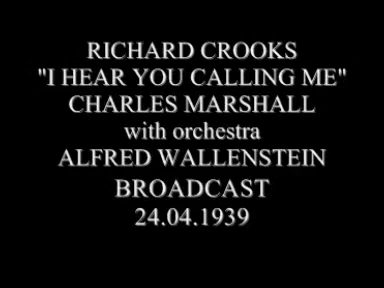 RICHARD CROOKS
"I HEAR YOU CALLING ME"
CHARLES MARSHALL
with orchestra
ALFRED WALLENSTEIN
BROADCAST
24.04.1939